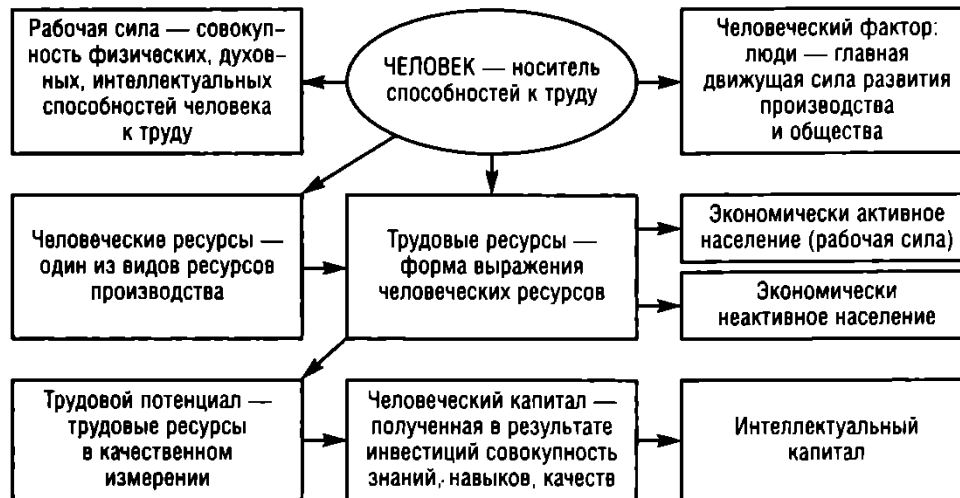 Рабочая сила — совокуп-
ность физических, духов-
ных, интеллектуальных
способностей человека
к труду
ЧЕЛОВЕК — носитель
способностей к труду
Человеческий фактор:
люди — главная
движущая сила развития
производства
и общества
Человеческие ресурсы —
один из видов ресурсов
производства
Трудовые ресурсы —
форма выражения
человеческих ресурсов
Экономически активное
население (рабочая сила)
Экономически
неактивное население
Трудовой потенциал —
трудовые ресурсы
в качественном
измерении
Человеческий капитал —
полученная в результате
инвестиций совокупность
знаний, навыков, качеств
Интеллектуальный
капитал